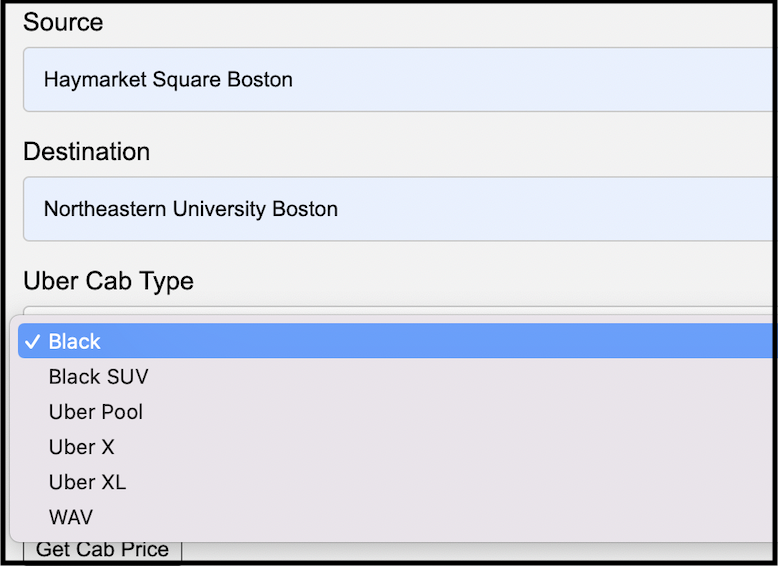 Source
Haymarket Square Boston
Destination
Northeastern University Boston
Uber Cab Type
✓ Black
Black SUV
Uber Pool
Uber X
Uber XL
WAV
Get Cab Price